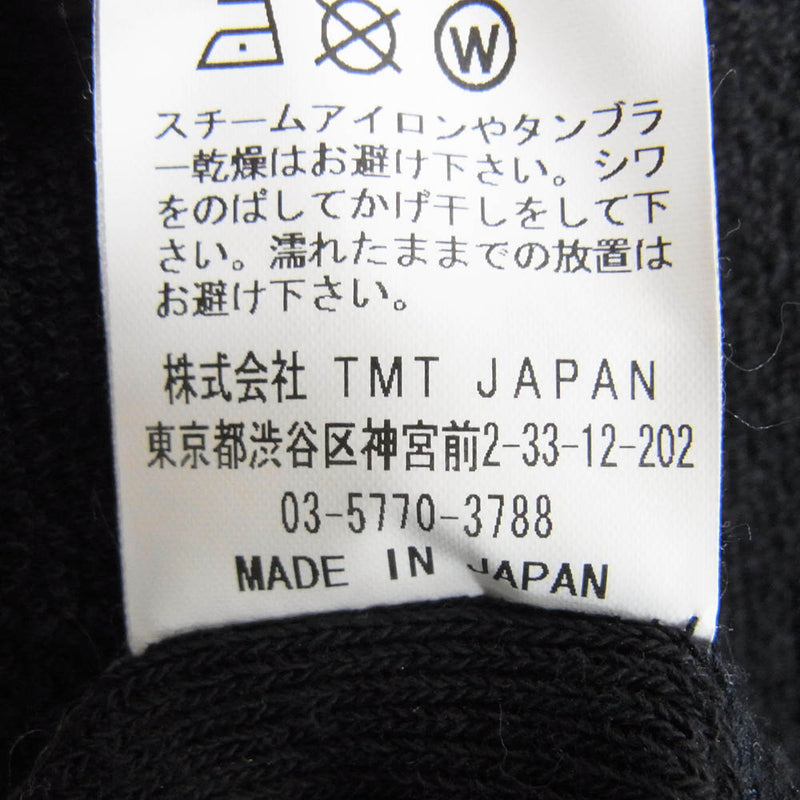 W
スチームアイロンやタンブラ
ー乾燥はお避け下さい。シワ
をのばしてかげ干しをして下
さい。濡れたままでの放置は
お避け下さい。
株式会社 TMT JAPAN
東京都渋谷区神宮前2-33-12-202
03-5770-3788
MADE IN JAPAN